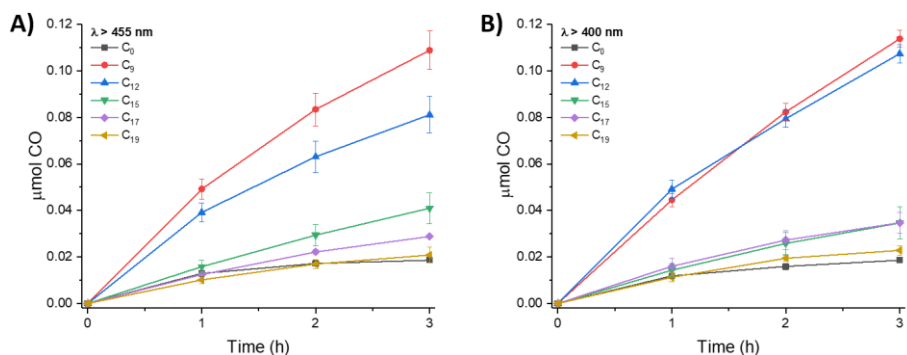 A)
λ > 455 nm
C₀
C₉
C₁₂
C₁₅
C₁₇
C₁₉
0.12
0.10
0.08
0.06
0.04
0.02
0.00
μmol CO
0 1 2 3
Time (h)
B)
λ > 400 nm
C₀
C₉
C₁₂
C₁₅
C₁₇
C₁₉
0.12
0.10
0.08
0.06
0.04
0.02
0.00
μmol CO
0 1 2 3
Time (h)